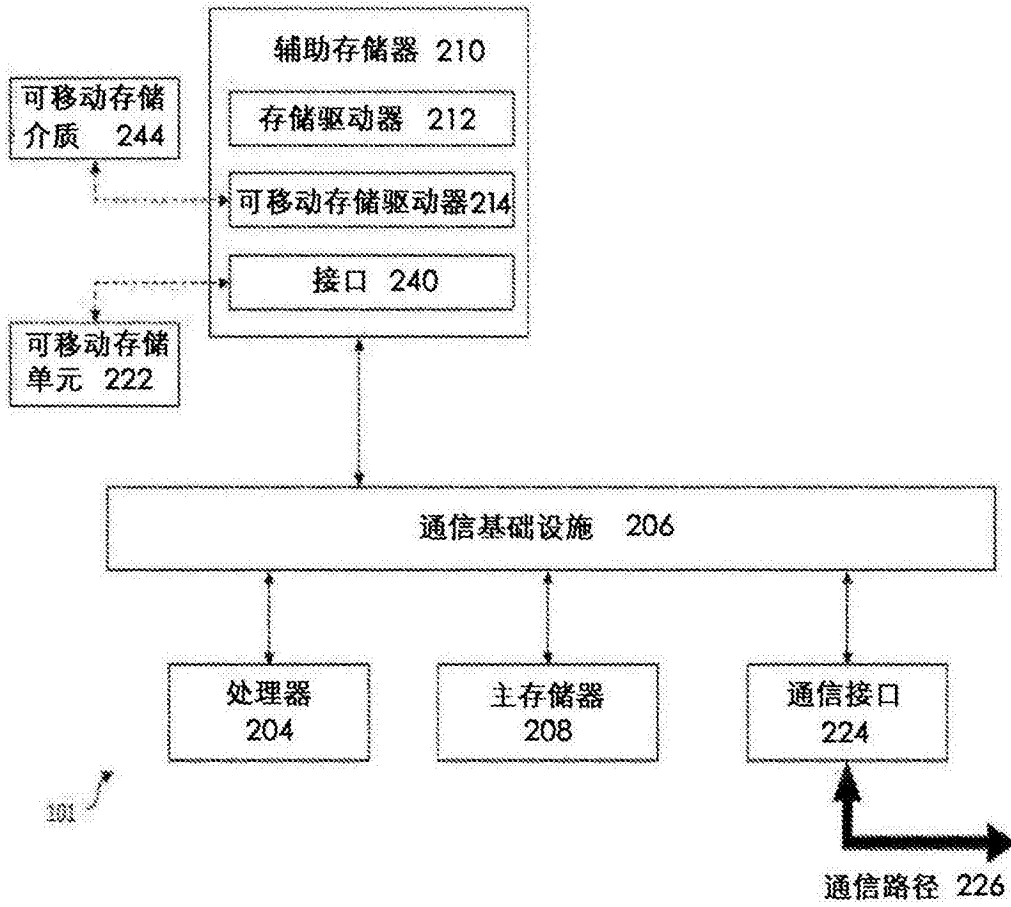 辅助存储器 210
可移动存储
介质 244
存储驱动器 212
可移动存储驱动器214
接口 240
可移动存储
单元 222
通信基础设施 206
处理器
204
主存储器
208
通信接口
224
101
通信路径 226